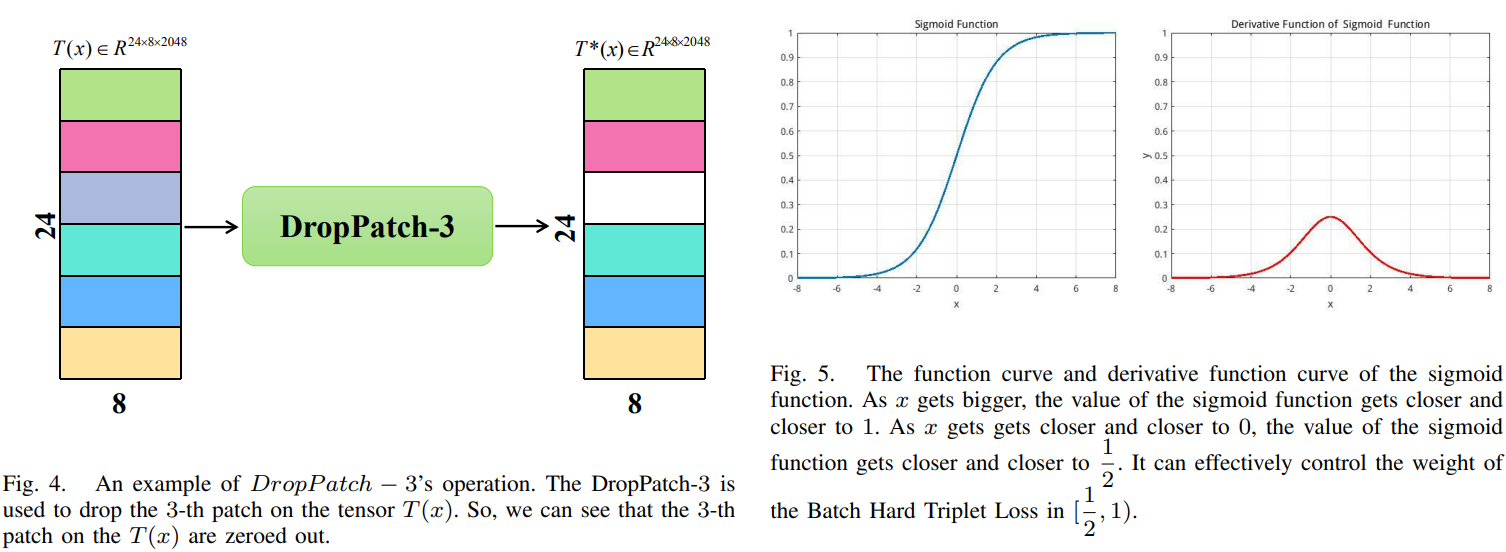 T(x) ∈ R^{24×8×2048}
T*(x) ∈ R^{24×8×2048}
24
DropPatch-3
24
8
8
Fig. 4. An example of DropPatch − 3's operation. The DropPatch-3 is
used to drop the 3-th patch on the tensor T(x). So, we can see that the 3-th
patch on the T(x) are zeroed out.
Sigmoid Function
1
0.9
0.8
0.7
0.6
0.5
0.4
0.3
0.2
0.1
0
-8 -6 -4 -2 0 2 4 6 8
x
Derivative Function of Sigmoid Function
y
1
0.9
0.8
0.7
0.6
0.5
0.4
0.3
0.2
0.1
0
-8 -6 -4 -2 0 2 4 6 8
x
Fig. 5. The function curve and derivative function curve of the sigmoid
function. As x gets bigger, the value of the sigmoid function gets closer and
closer to 1. As x gets gets closer and closer to 0, the value of the sigmoid
function gets closer and closer to 1/2. It can effectively control the weight of
the Batch Hard Triplet Loss in [1/2, 1).